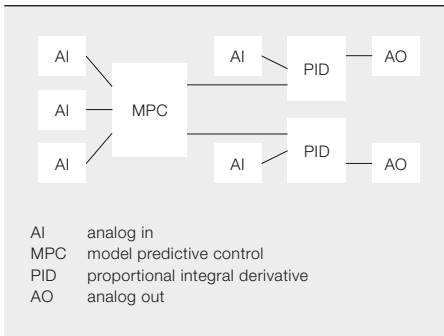 AI AI PID AO
AI MPC
AI AI PID AO
AI analog in
MPC model predictive control
PID proportional integral derivative
AO analog out